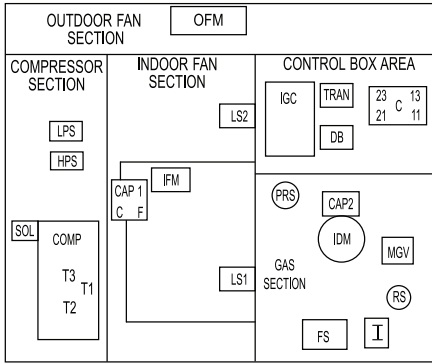 OUTDOOR FAN
SECTION
OFM
COMPRESSOR
SECTION
LPS
HPS
SOL
COMP
T3
T1
T2
INDOOR FAN
SECTION
LS2
CAP 1
C F
IFM
LS1
CONTROL BOX AREA
IGC
TRAN
DB
23 13
C
21 11
PRS
CAP2
IDM
MGV
GAS
SECTION
RS
FS
I